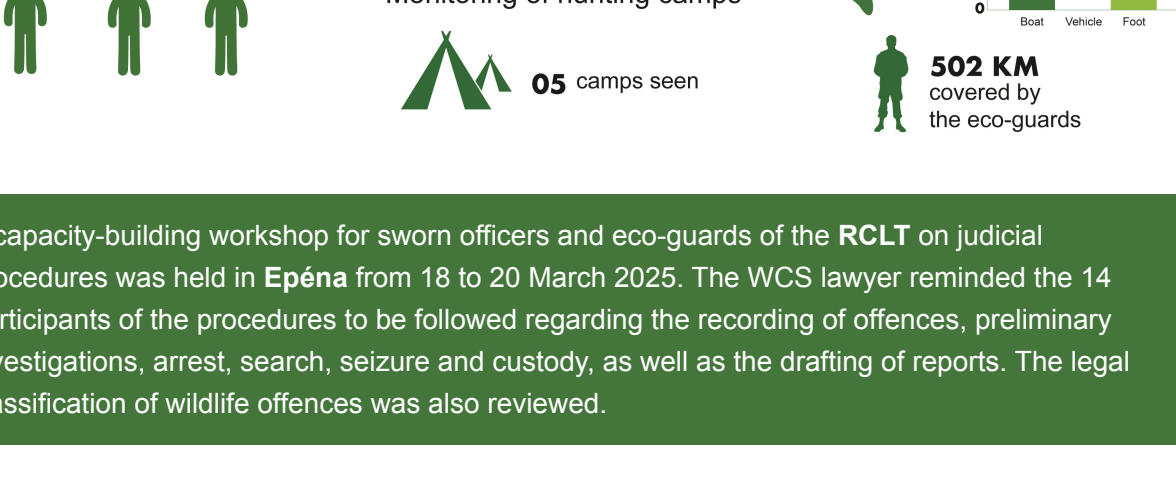 Monitoring of hunting camps
0
Boat Vehicle Foot
05 camps seen
502 KM
covered by
the eco-guards
capacity-building workshop for sworn officers and eco-guards of the RCLT on judicial
ocedures was held in Epéna from 18 to 20 March 2025. The WCS lawyer reminded the 14
rticipants of the procedures to be followed regarding the recording of offences, preliminary
vestigations, arrest, search, seizure and custody, as well as the drafting of reports. The legal
assification of wildlife offences was also reviewed.